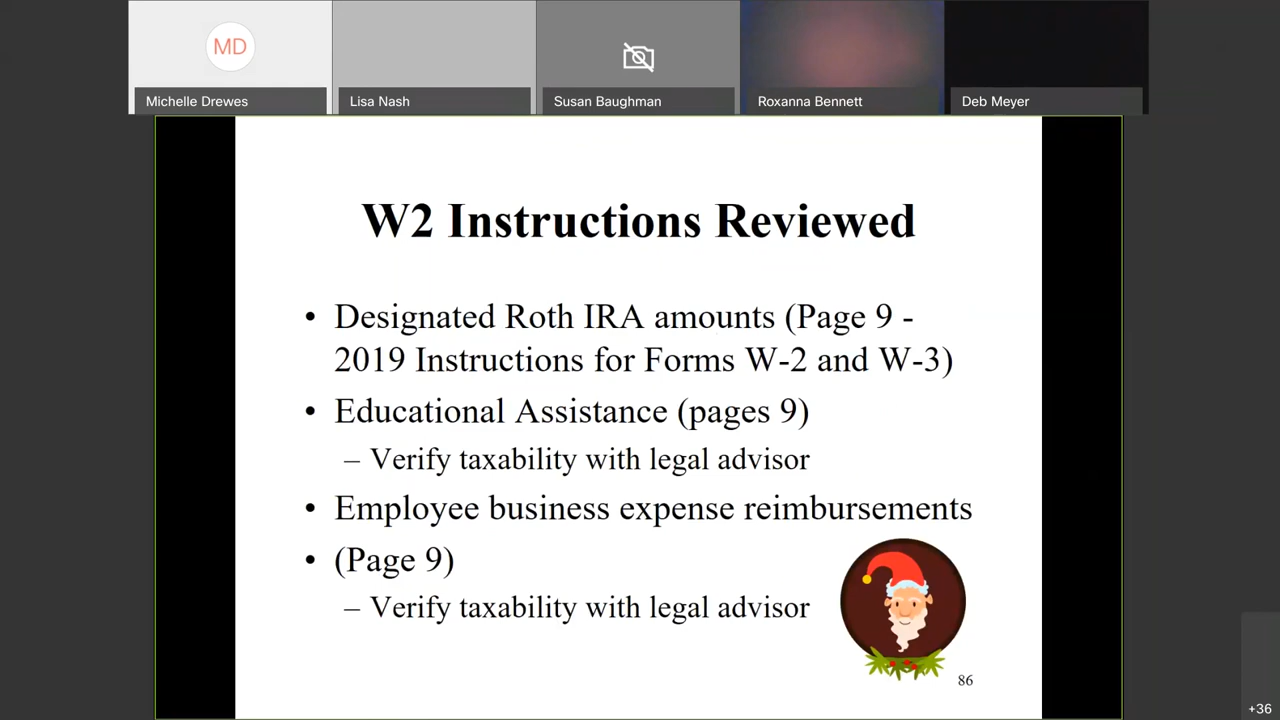 MD
Michelle Drewes
Lisa Nash
Susan Baughman
Roxanna Bennett
Deb Meyer
W2 Instructions Reviewed
• Designated Roth IRA amounts (Page 9 -
2019 Instructions for Forms W-2 and W-3)
• Educational Assistance (pages 9)
– Verify taxability with legal advisor
• Employee business expense reimbursements
• (Page 9)
– Verify taxability with legal advisor
86
+36